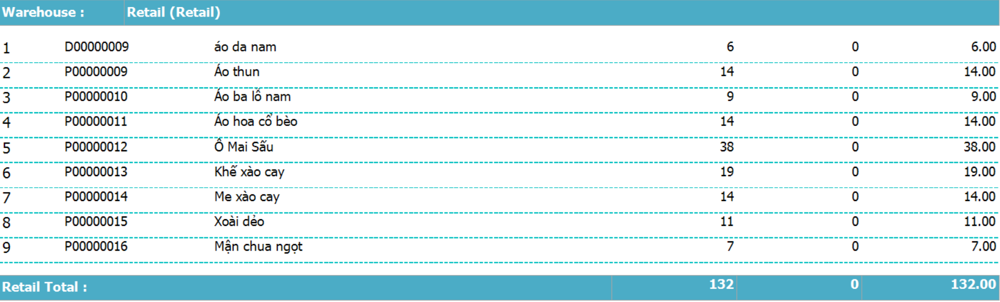 Warehouse : Retail (Retail)
1 D00000009 áo da nam 6 0 6.00
2 P00000009 Áo thun 14 0 14.00
3 P00000010 Áo ba lỗ nam 9 0 9.00
4 P00000011 Áo hoa cổ bèo 14 0 14.00
5 P00000012 Ô Mai Sấu 38 0 38.00
6 P00000013 Khế xào cay 19 0 19.00
7 P00000014 Me xào cay 14 0 14.00
8 P00000015 Xoài dẻo 11 0 11.00
9 P00000016 Mận chua ngọt 7 0 7.00
Retail Total : 132 0 132.00